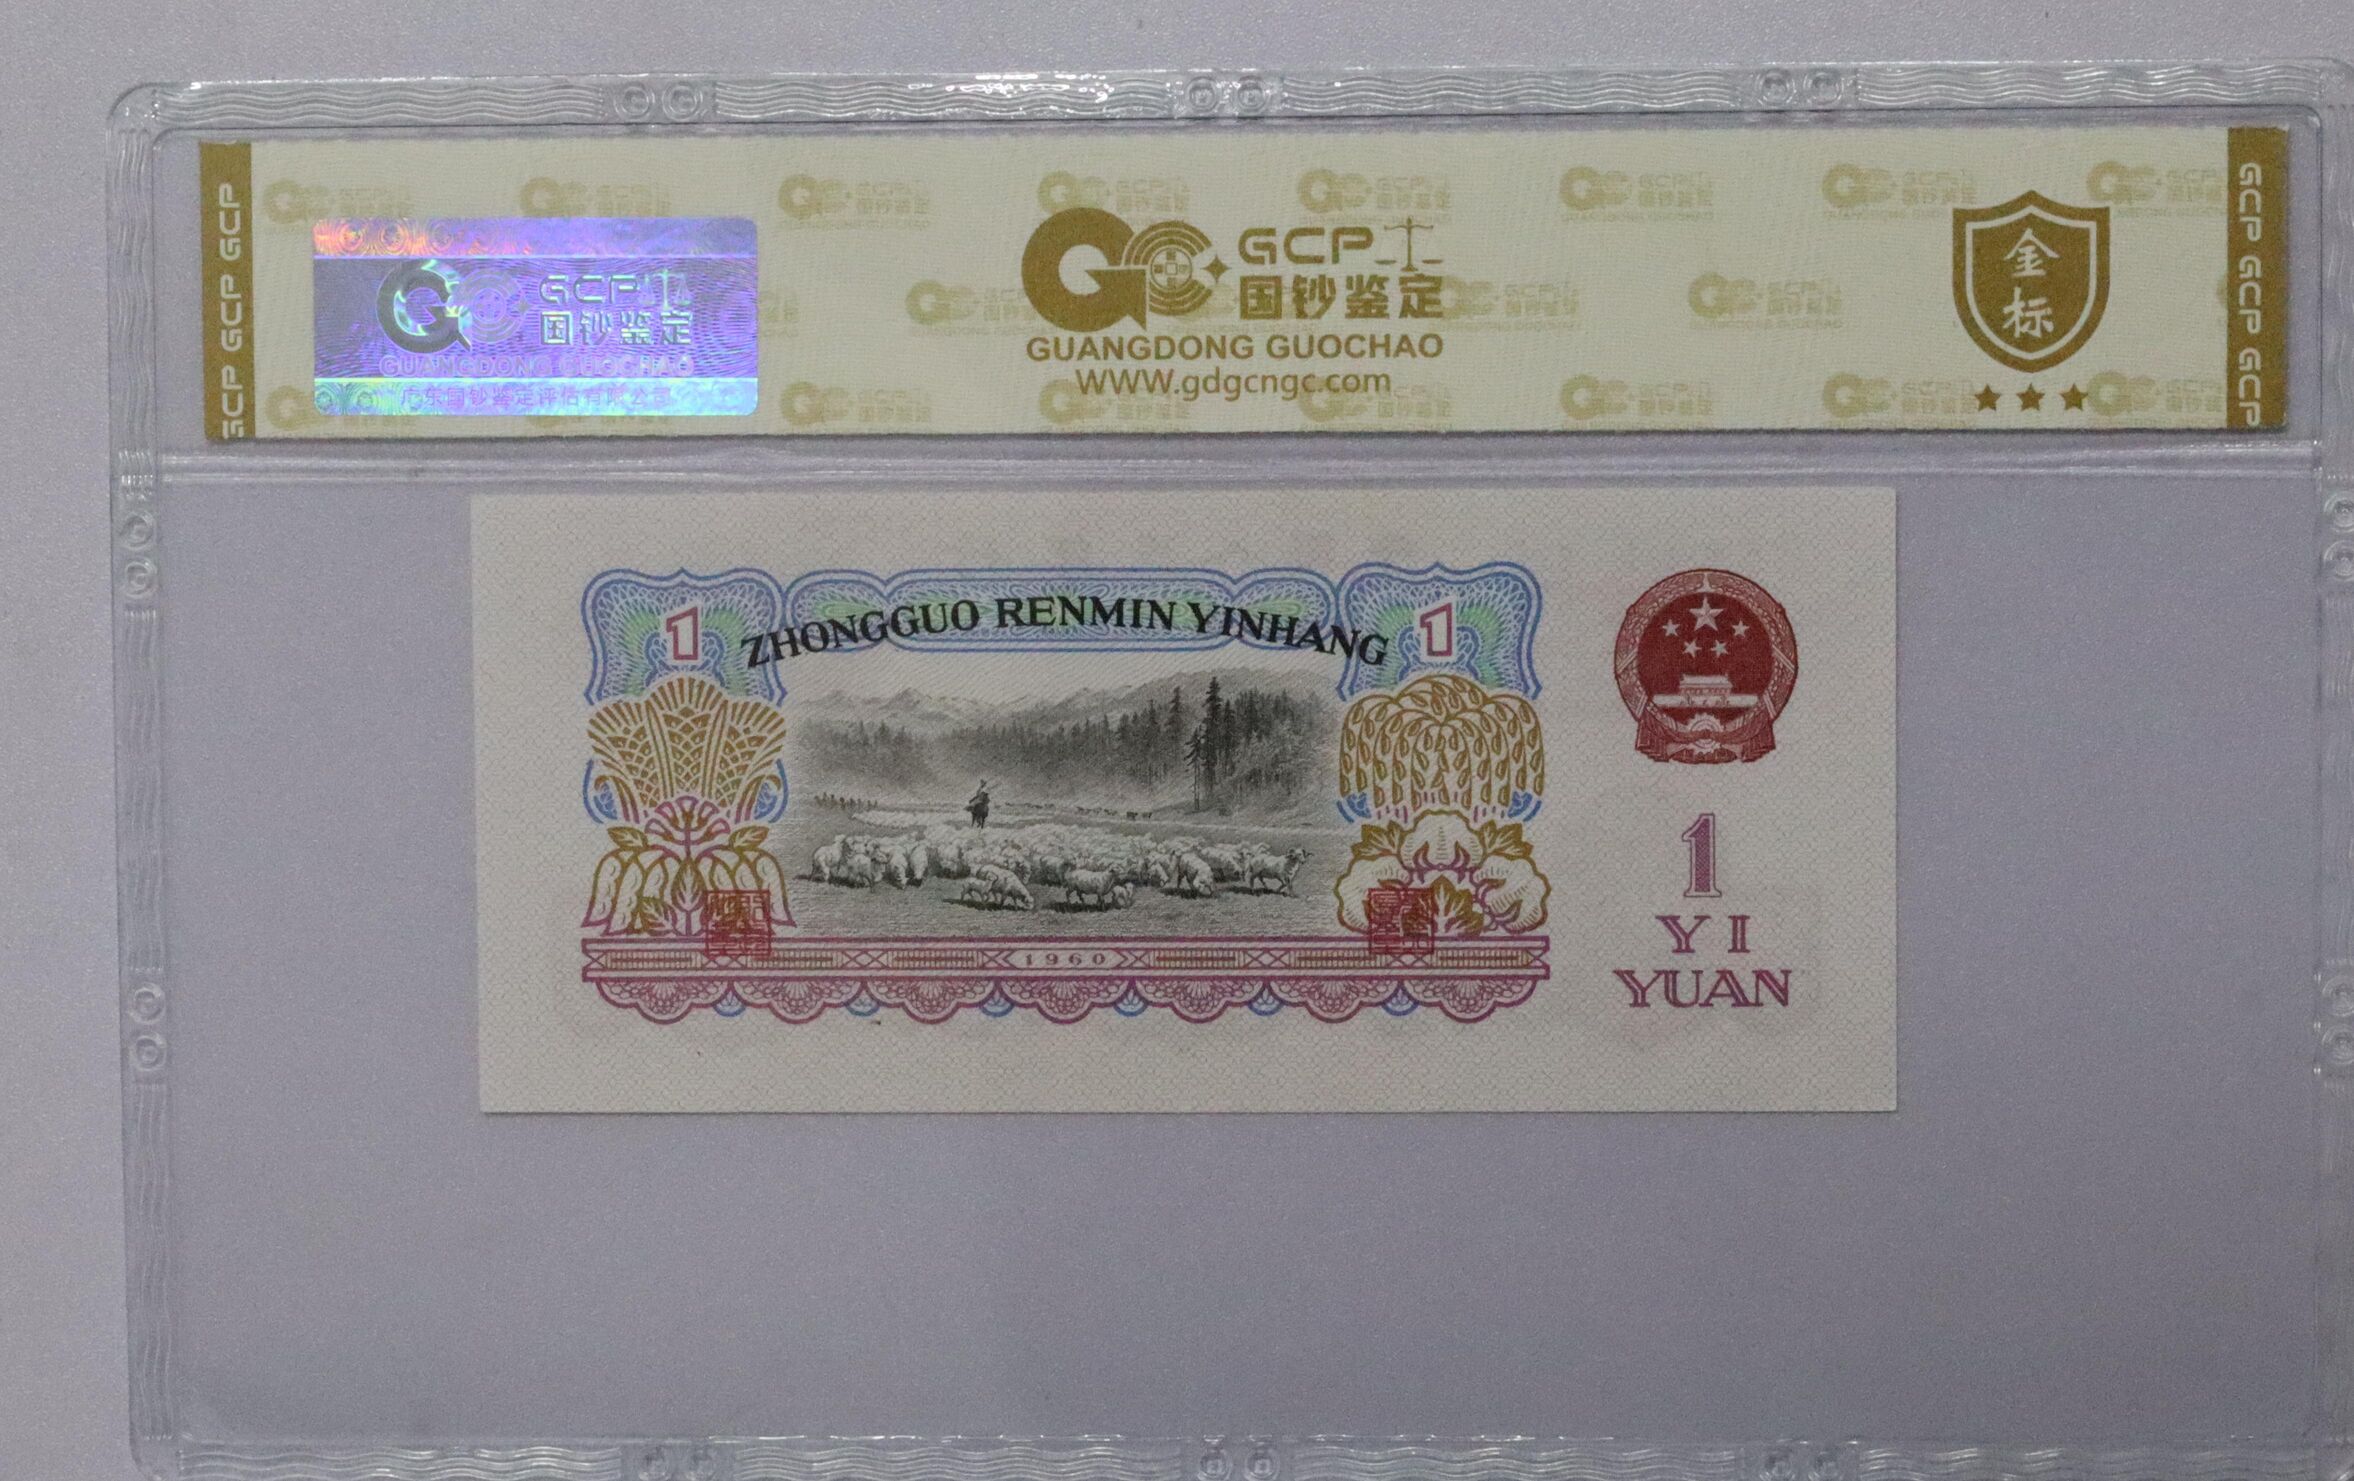 GCP GCP GCP
GCP
国钞鉴定
GUANGDONG GUOCHAO
广东国钞鉴定评估有限公司
GCP
国钞鉴定
GUANGDONG GUOCHAO
WWW.gdgcngc.com
金
标
GCP GCP GCP
ZHONGGUO RENMIN YINHANG
1
1
1960
1
YI
YUAN